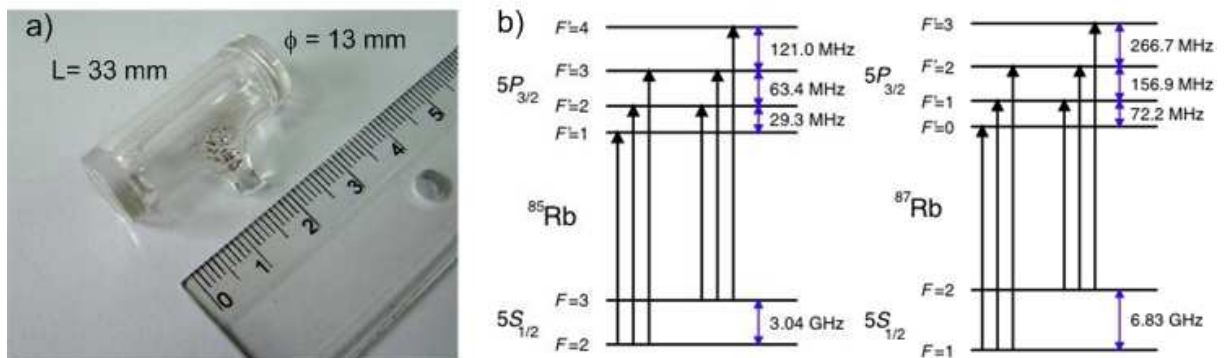 a)
L= 33 mm
ϕ = 13 mm
0 1 2 3 4 5
b)
F'=4
121.0 MHz
F'=3
5P3/2
63.4 MHz
F'=2
29.3 MHz
F'=1
85Rb
F=3
5S1/2
3.04 GHz
F=2
F'=3
266.7 MHz
F'=2
5P3/2
156.9 MHz
F'=1
72.2 MHz
F'=0
87Rb
F=2
5S1/2
6.83 GHz
F=1